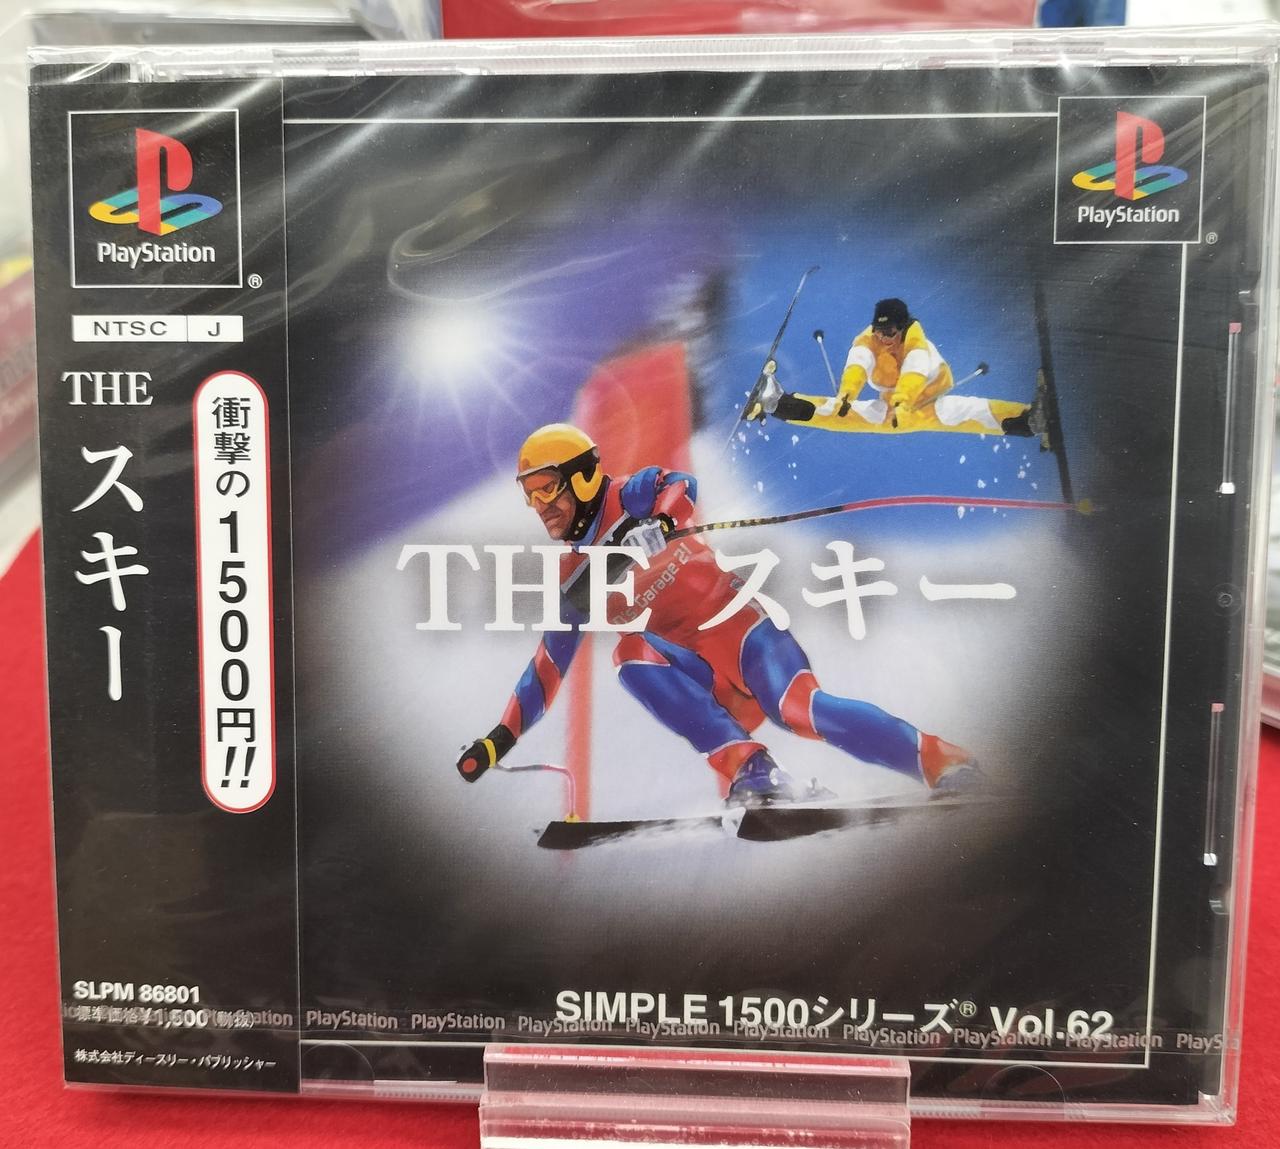 PlayStation
®
NTSC J
THE スキー
衝撃の1500円!!
SLPM 86801
標準価格¥1,500(税抜)
株式会社ディースリー・パブリッシャー
PlayStation
®
's Garage 21
THE スキー
SIMPLE 1500シリーズ® Vol.62
PlayStation PlayStation PlayStation PlayStation PlayStation PlayStation PlayStation PlayStation